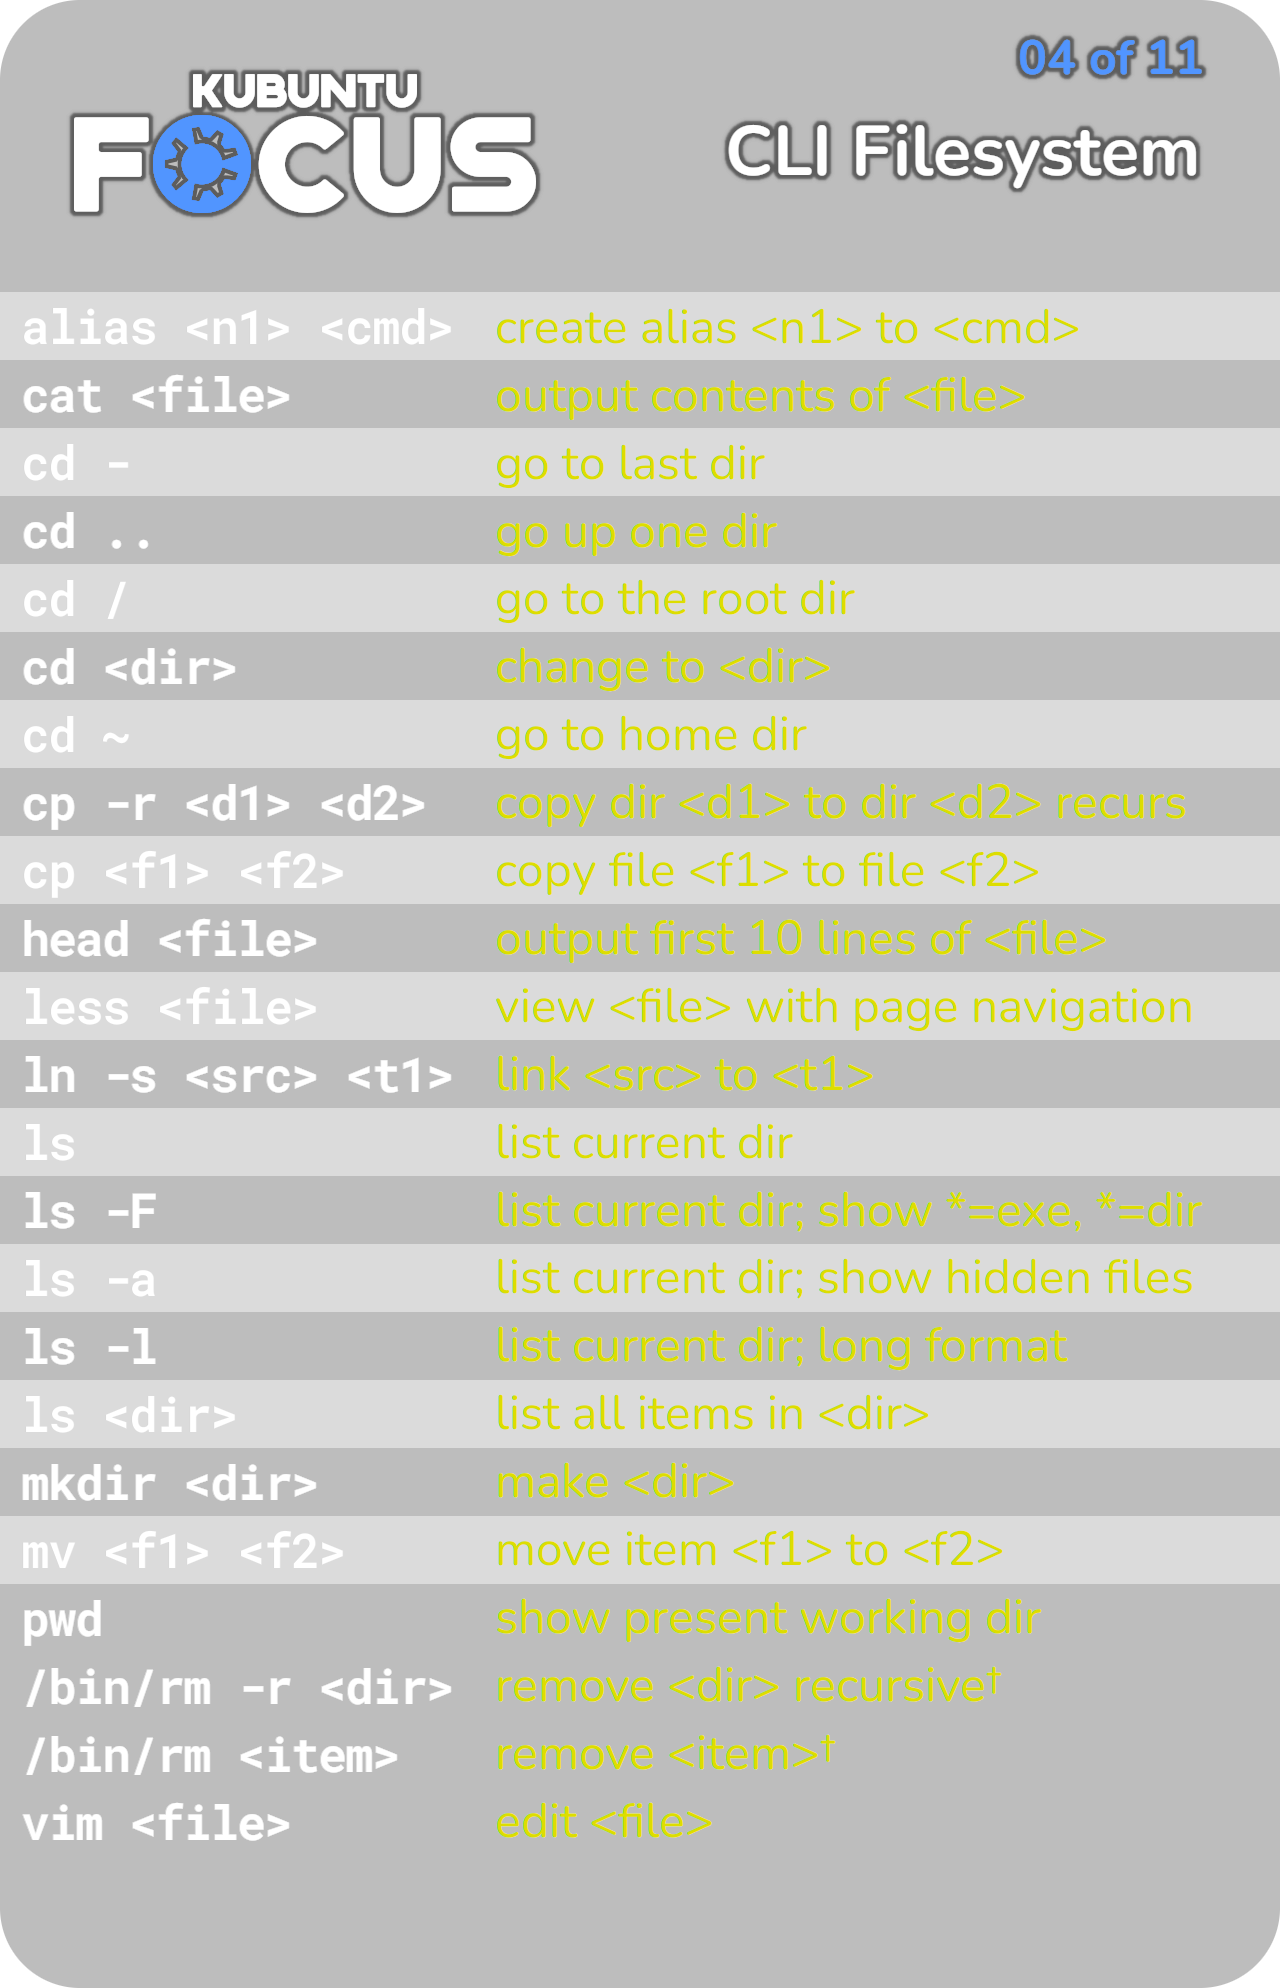 04 of 11
KUBUNTU
FOCUS
CLI Filesystem
alias <n1> <cmd> create alias <n1> to <cmd>
cat <file> output contents of <file>
cd - go to last dir
cd .. go up one dir
cd / go to the root dir
cd <dir> change to <dir>
cd ~ go to home dir
cp -r <d1> <d2> copy dir <d1> to dir <d2> recurs
cp <f1> <f2> copy file <f1> to file <f2>
head <file> output first 10 lines of <file>
less <file> view <file> with page navigation
ln -s <src> <t1> link <src> to <t1>
ls list current dir
ls -F list current dir; show *=exe, *=dir
ls -a list current dir; show hidden files
ls -l list current dir; long format
ls <dir> list all items in <dir>
mkdir <dir> make <dir>
mv <f1> <f2> move item <f1> to <f2>
pwd show present working dir
/bin/rm -r <dir> remove <dir> recursive†
/bin/rm <item> remove <item>†
vim <file> edit <file>